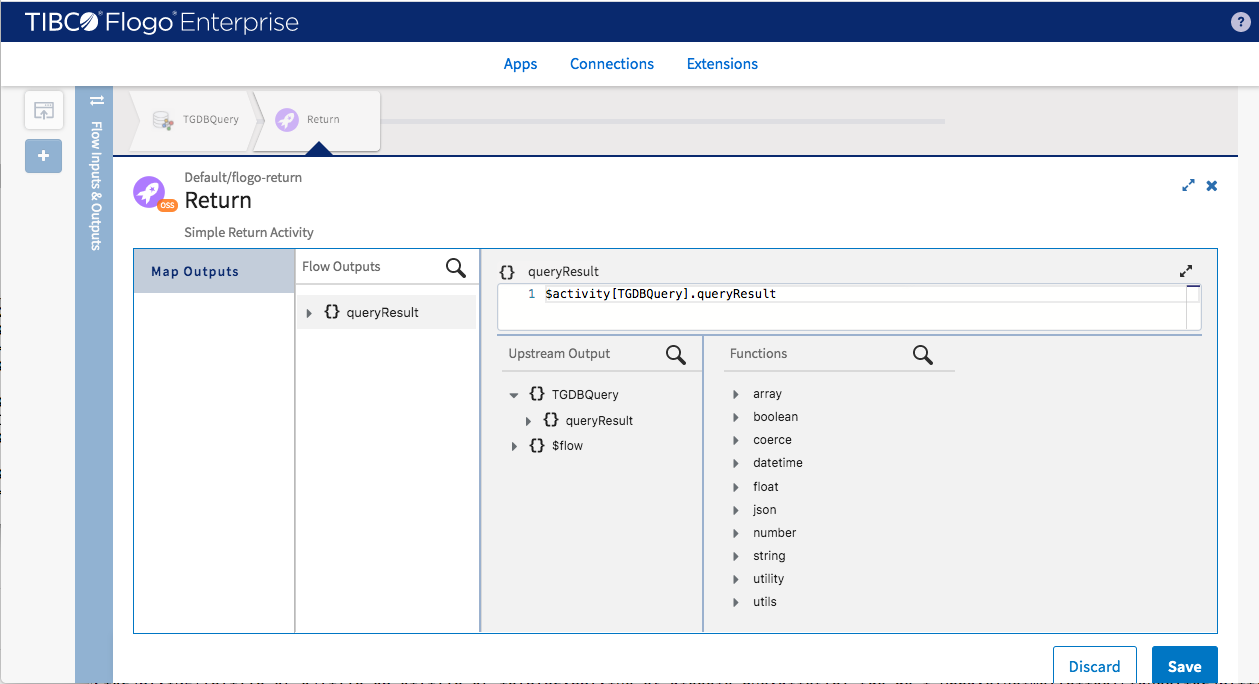 TIBCO Flogo® Enterprise
?
Apps Connections Extensions
Flow Inputs & Outputs
TGDBQuery
Return
Default/flogo-return
OSS
Return
Simple Return Activity
Map Outputs
Flow Outputs
{} queryResult
{} queryResult
1 $activity[TGDBQuery].queryResult
Upstream Output
{} TGDBQuery
{} queryResult
{} $flow
Functions
array
boolean
coerce
datetime
float
json
number
string
utility
utils
Discard
Save